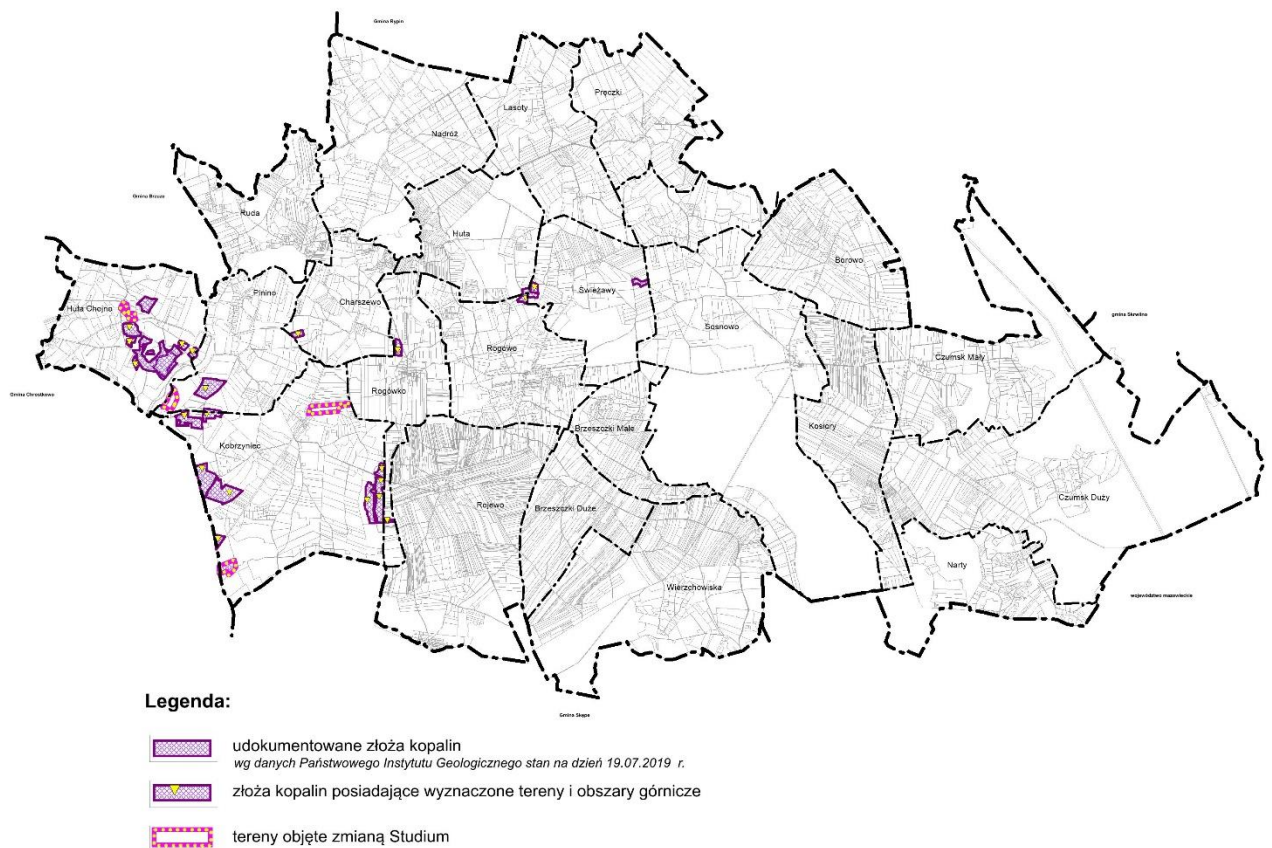 Gmina Rypin
Lasoty
Pręczki
Nadróż
Gmina Brzuze
Ruda
Huta
Borowo
Pinino
Charszewo
Świeżawy
Huta Chojno
gmina Skrwilno
Sosnowo
Rogowo
Czumsk Mały
Gmina Chrostkowo
Rogówko
Kosiory
Brzeszczki Małe
Kobrzyniec
Czumsk Duży
Rojewo
Brzeszczki Duże
Narty
Wierzchowiska
województwo mazowieckie
Legenda:
Gmina Skępe
udokumentowane złoża kopalin
wg danych Państwowego Instytutu Geologicznego stan na dzień 19.07.2019 r.
złoża kopalin posiadające wyznaczone tereny i obszary górnicze
tereny objęte zmianą Studium